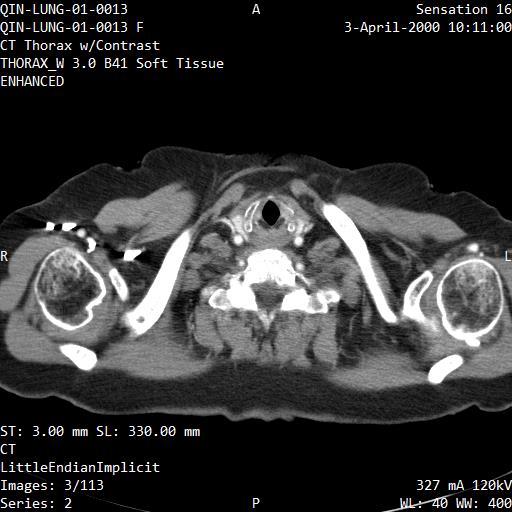 QIN-LUNG-01-0013
A
Sensation 16
QIN-LUNG-01-0013 F
3-April-2000 10:11:00
CT Thorax w/Contrast
THORAX_W 3.0 B41 Soft Tissue
ENHANCED
R
L
ST: 3.00 mm SL: 330.00 mm
CT
LittleEndianImplicit
Images: 3/113
327 mA 120kV
Series: 2
P
WL: 40 WW: 400